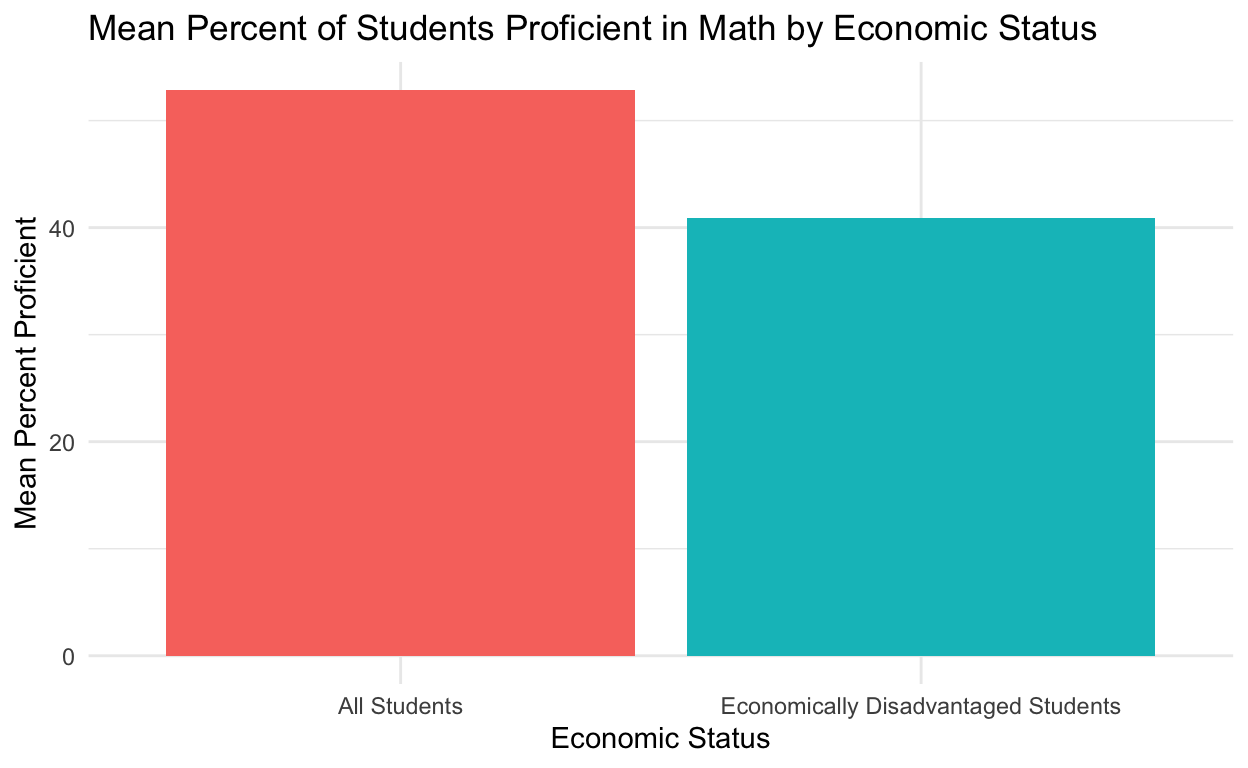 Mean Percent of Students Proficient in Math by Economic Status
Mean Percent Proficient
40
20
0
All Students
Economically Disadvantaged Students
Economic Status